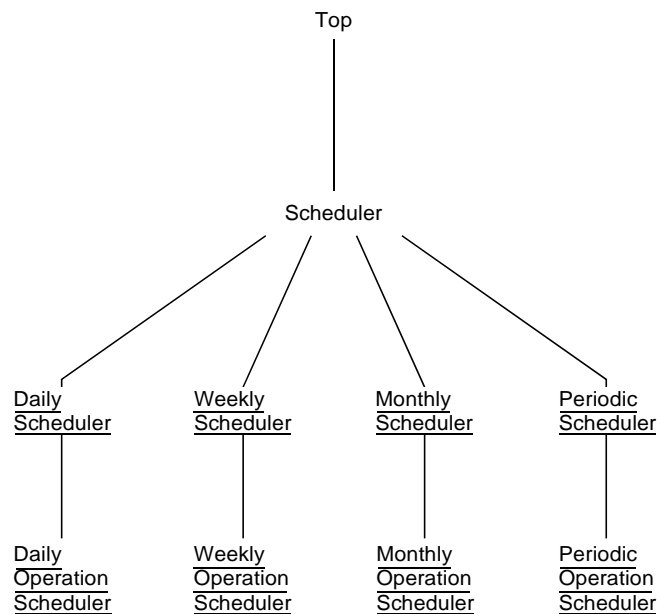 Top
Scheduler
Daily
Scheduler
Weekly
Scheduler
Monthly
Scheduler
Periodic
Scheduler
Daily
Operation
Scheduler
Weekly
Operation
Scheduler
Monthly
Operation
Scheduler
Periodic
Operation
Scheduler